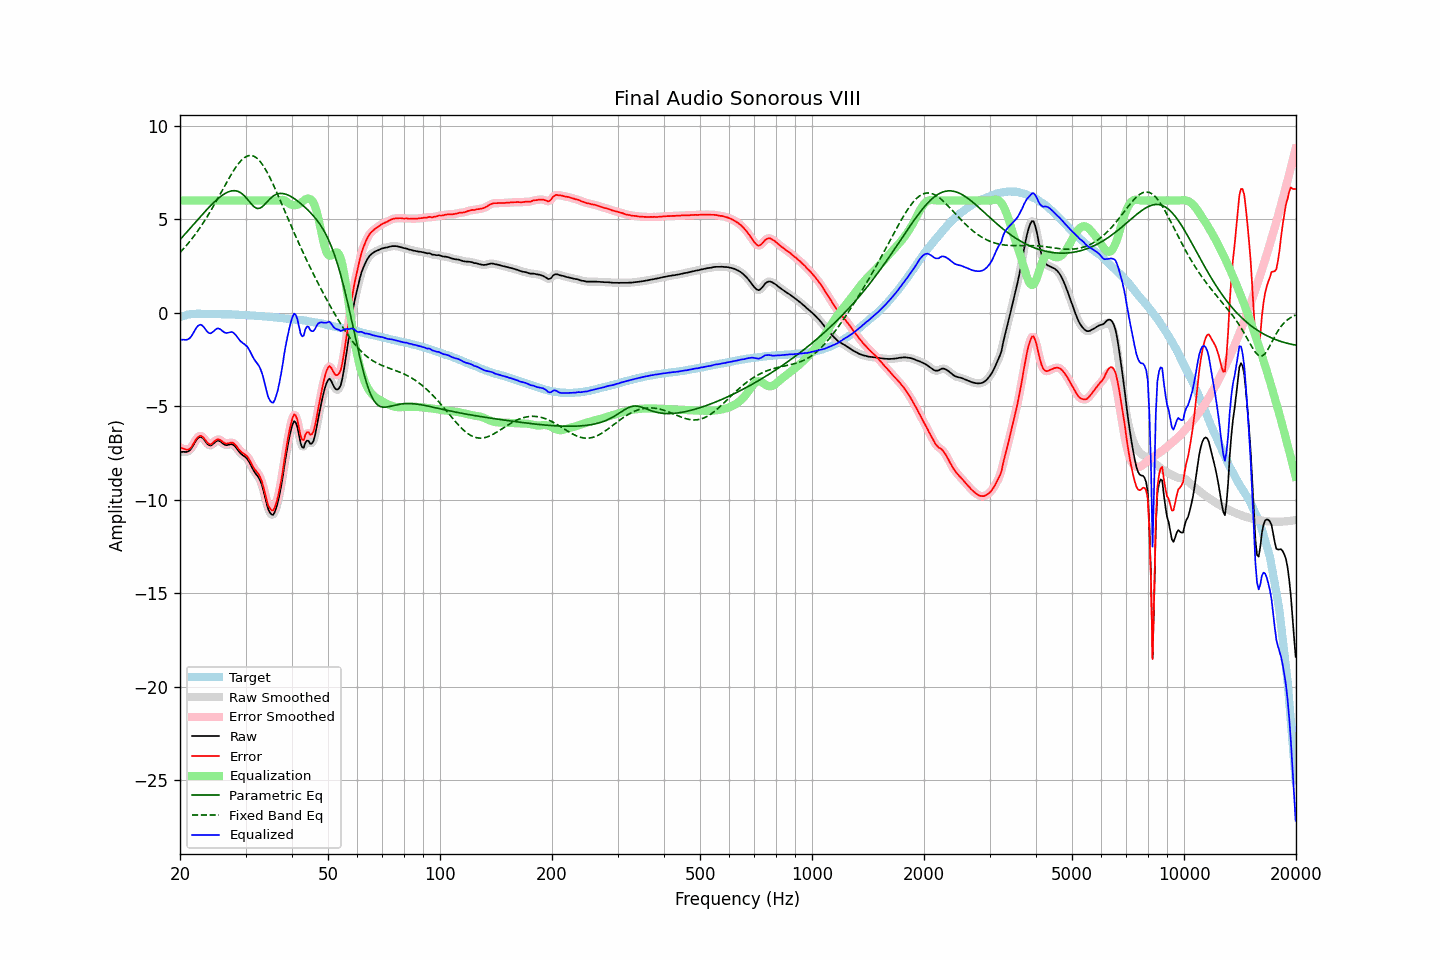 Final Audio Sonorous VIII
10
5
0
−5
−10
−15
−20
−25
Amplitude (dBr)
Target
Raw Smoothed
Error Smoothed
Raw
Error
Equalization
Parametric Eq
Fixed Band Eq
Equalized
20 50 100 200 500 1000 2000 5000 10000 20000
Frequency (Hz)